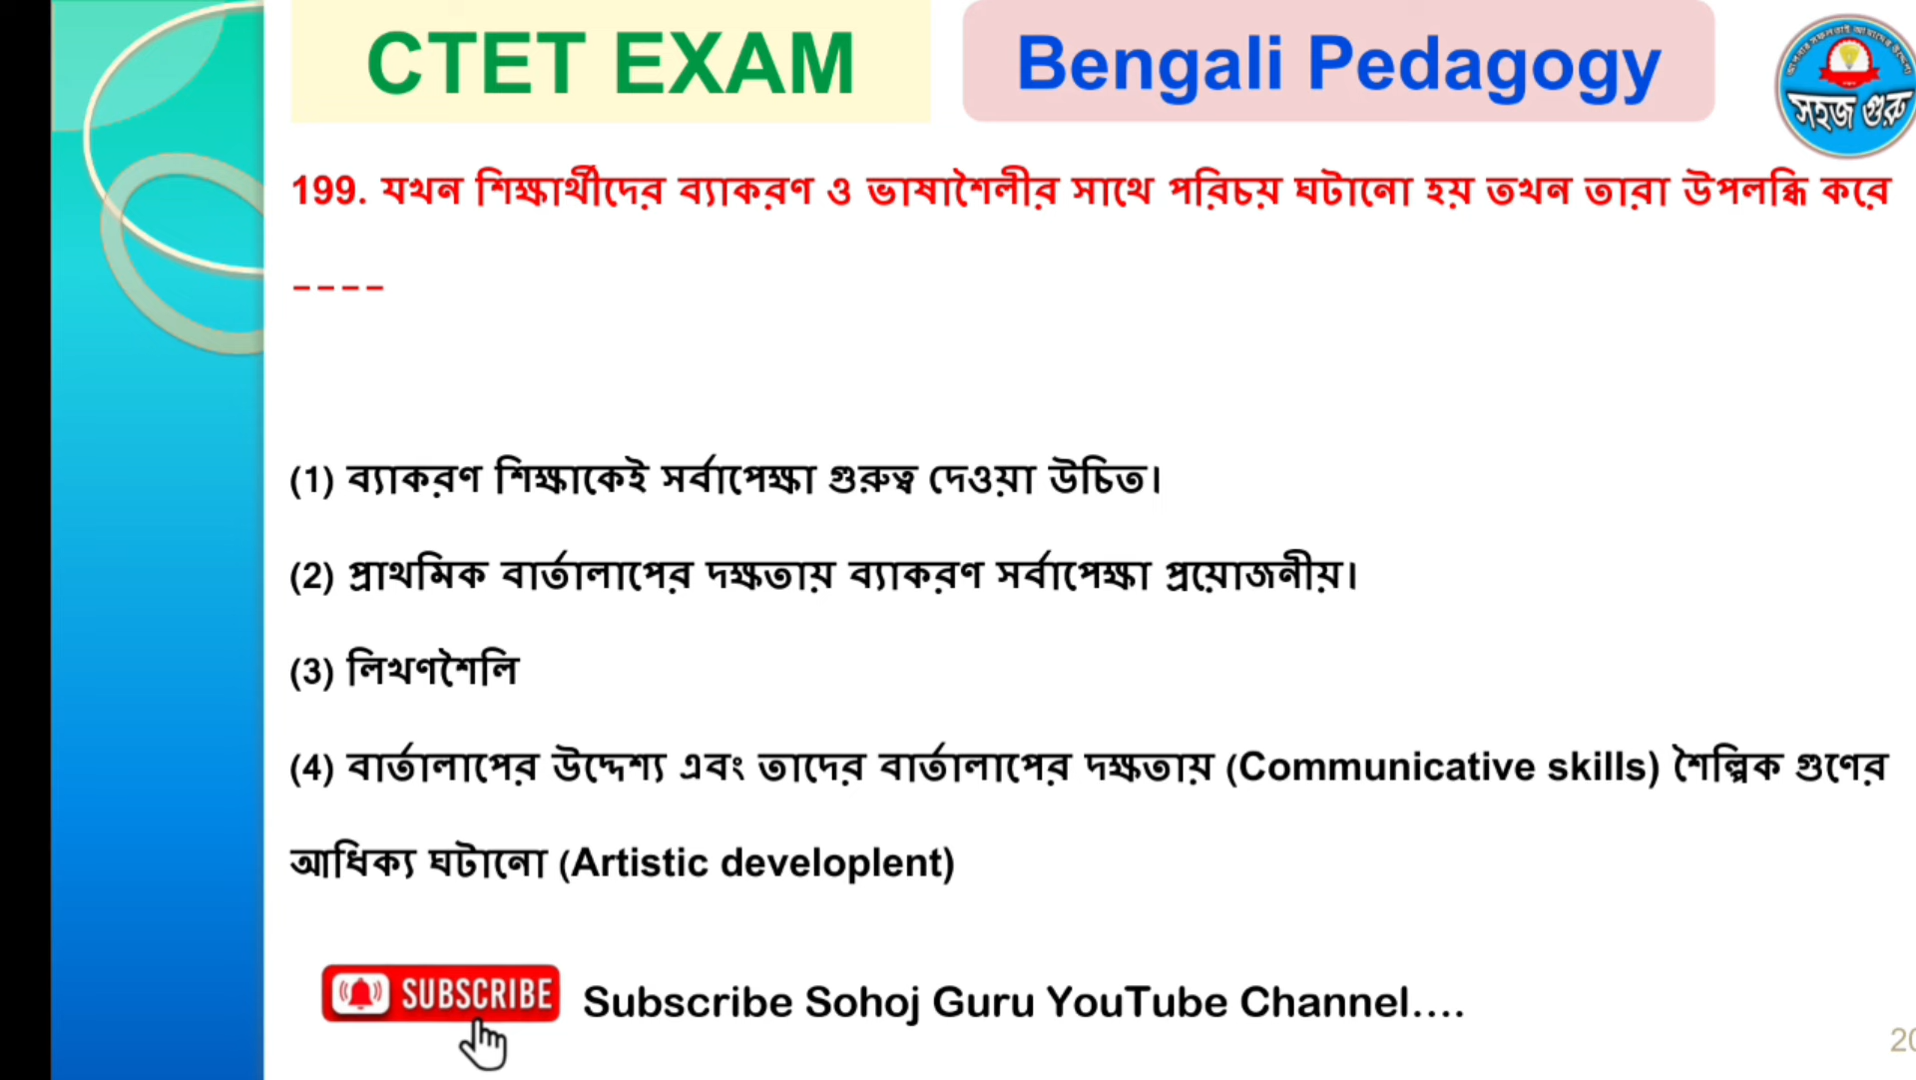 CTET EXAM
Bengali Pedagogy
সহজ গুরু
199. যখন শিক্ষার্থীদের ব্যাকরণ ও ভাষাশৈলীর সাথে পরিচয় ঘটানো হয় তখন তারা উপলব্ধি করে
----
(1) ব্যাকরণ শিক্ষাকেই সর্বাপেক্ষা গুরুত্ব দেওয়া উচিত।
(2) প্রাথমিক বার্তালাপের দক্ষতায় ব্যাকরণ সর্বাপেক্ষা প্রয়োজনীয়।
(3) লিখণশৈলি
(4) বার্তালাপের উদ্দেশ্য এবং তাদের বার্তালাপের দক্ষতায় (Communicative skills) শৈল্পিক গুণের
আধিক্য ঘটানো (Artistic developlent)
SUBSCRIBE
Subscribe Sohoj Guru YouTube Channel....